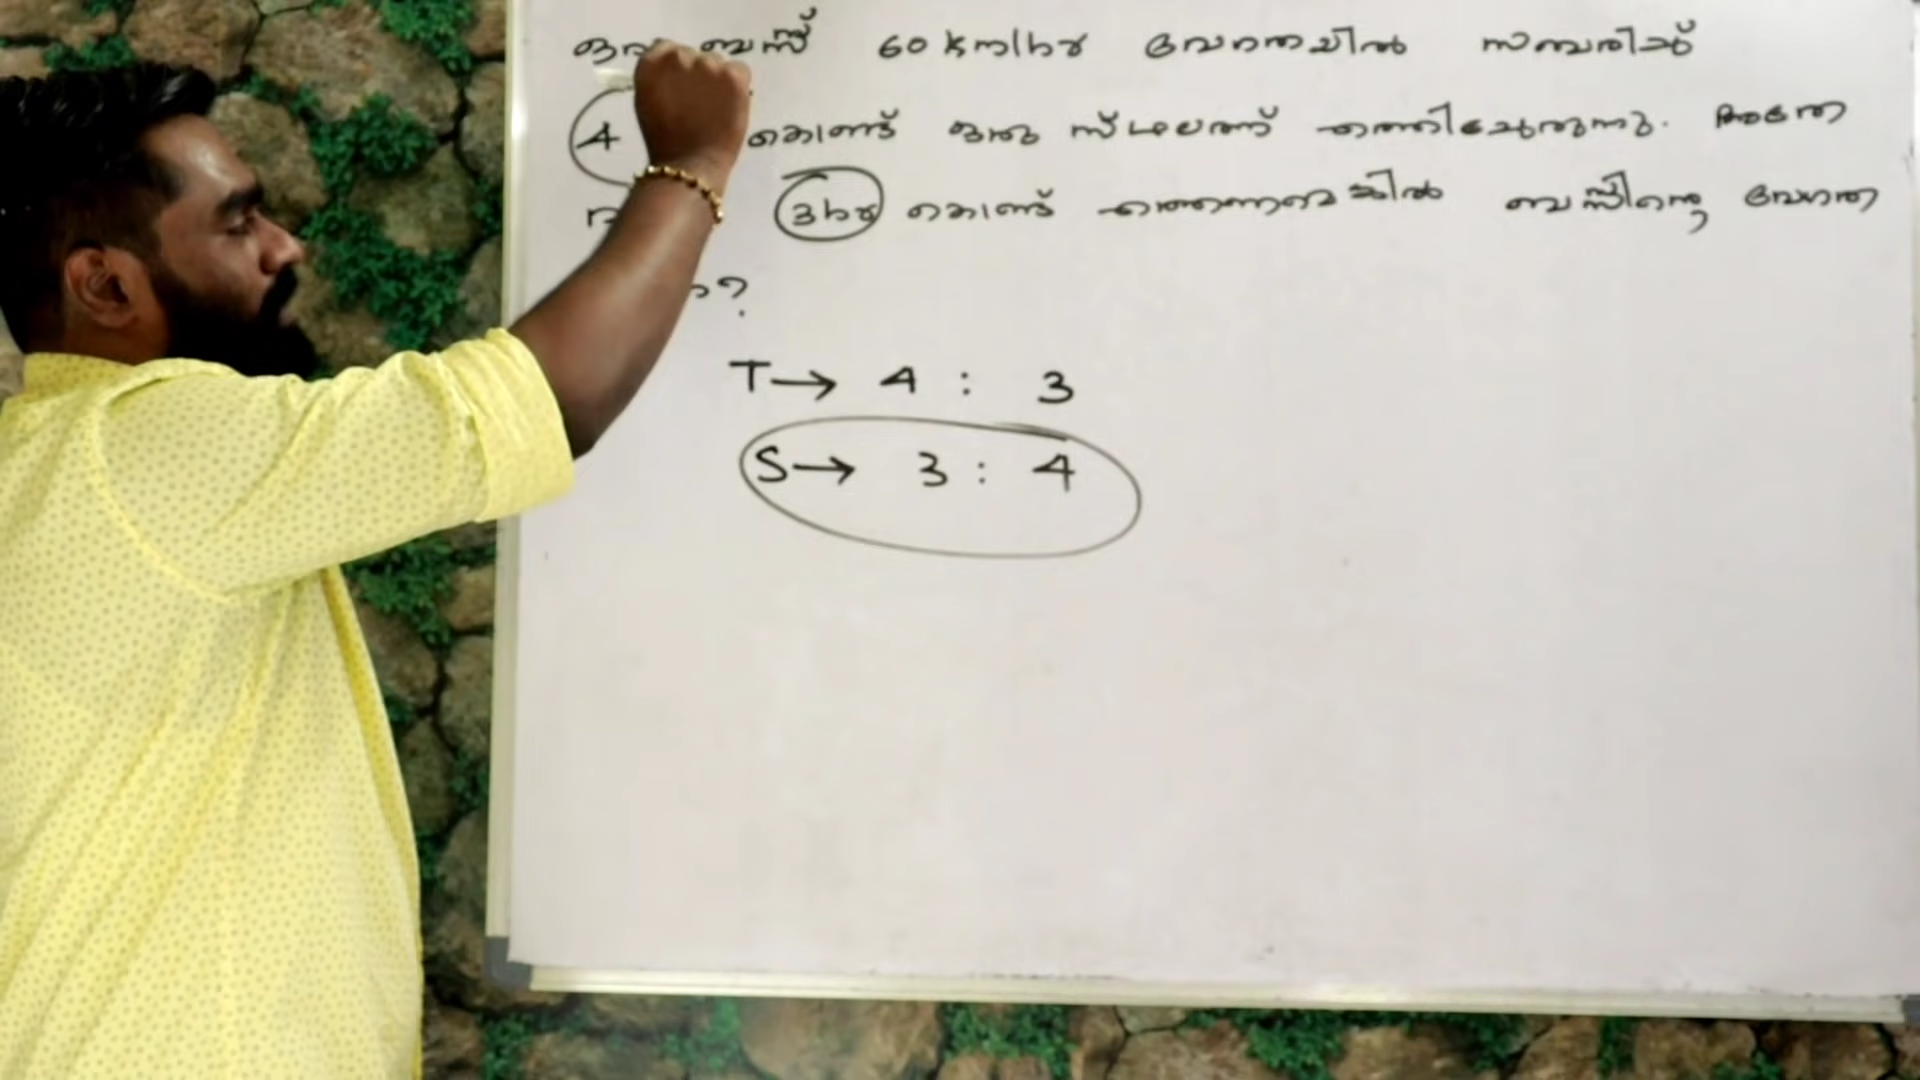 ബസ്സ് 60 km/hr വേഗതയിൽ സഞ്ചരിച്ച്
4 കൊണ്ട് ഒരു സ്ഥലത്ത് എത്തിച്ചേരുന്നു. അതേ
3hr കൊണ്ട് എത്തണമെങ്കിൽ ബസ്സിന്റെ വേഗത
?
T→ 4 : 3
S→ 3 : 4